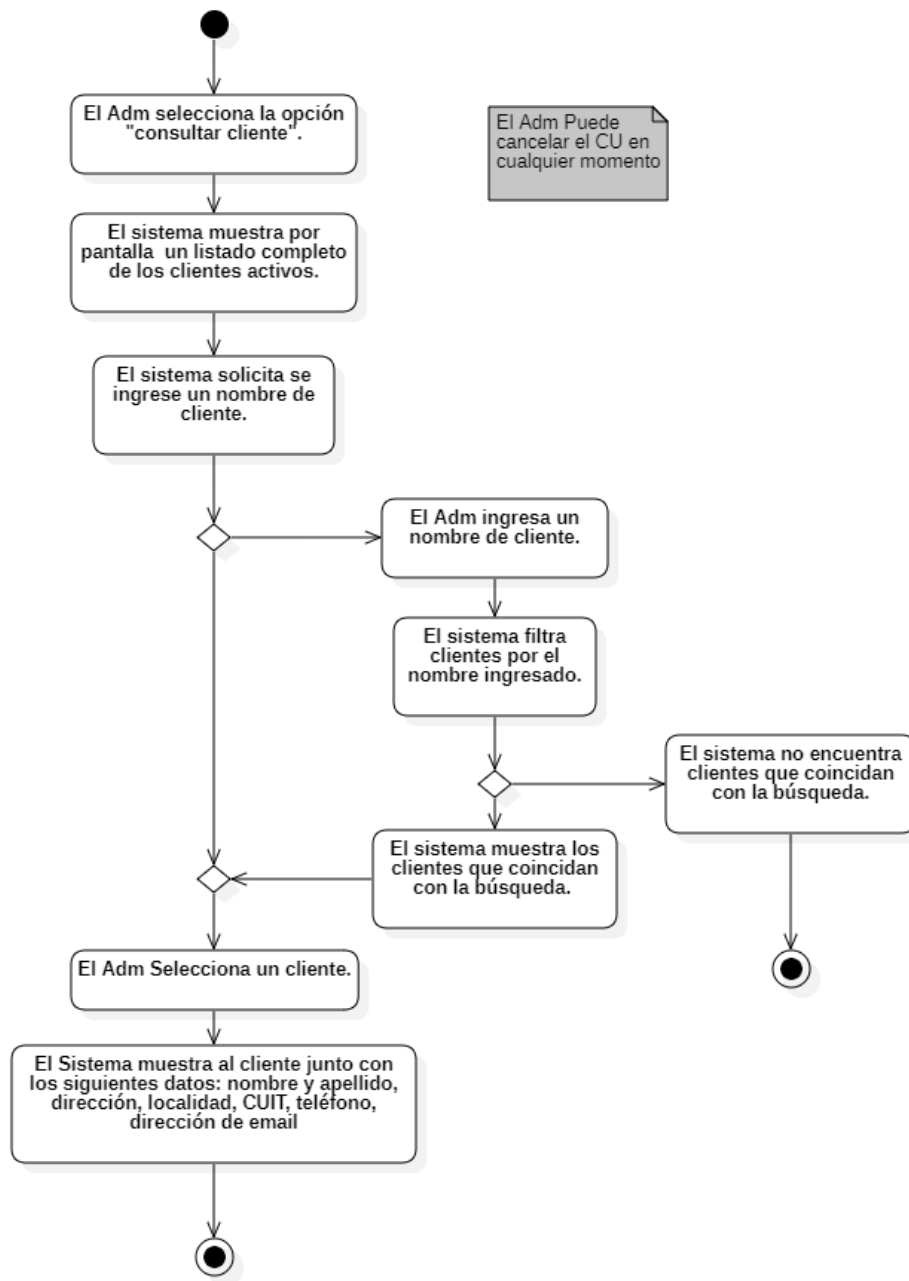 El Adm selecciona la opción
"consultar cliente".
El Adm Puede
cancelar el CU en
cualquier momento
El sistema muestra por
pantalla un listado completo
de los clientes activos.
El sistema solicita se
ingrese un nombre de
cliente.
El Adm ingresa un
nombre de cliente.
El sistema filtra
clientes por el
nombre ingresado.
El sistema no encuentra
clientes que coincidan
con la búsqueda.
El sistema muestra los
clientes que coincidan
con la búsqueda.
El Adm Selecciona un cliente.
El Sistema muestra al cliente junto con
los siguientes datos: nombre y apellido,
dirección, localidad, CUIT, teléfono,
dirección de email